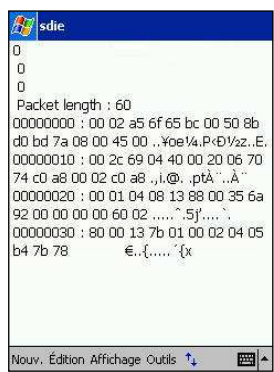 sdie
0
0
0
Packet length : 60
00000000 : 00 02 a5 6f 65 bc 00 50 8b
d0 bd 7a 08 00 45 00 ..¥oe¼.P‹Ð½z..E.
00000010 : 00 2c 69 04 40 00 20 06 70
74 c0 a8 00 02 c0 a8 .,i.@. .ptÀ¨..À¨
00000020 : 00 01 04 08 13 88 00 35 6a
92 00 00 00 00 60 02 .....ˆ.5j’....`.
00000030 : 80 00 13 7b 01 00 02 04 05
b4 7b 78 €..{.....´{x
Nouv. Édition Affichage Outils